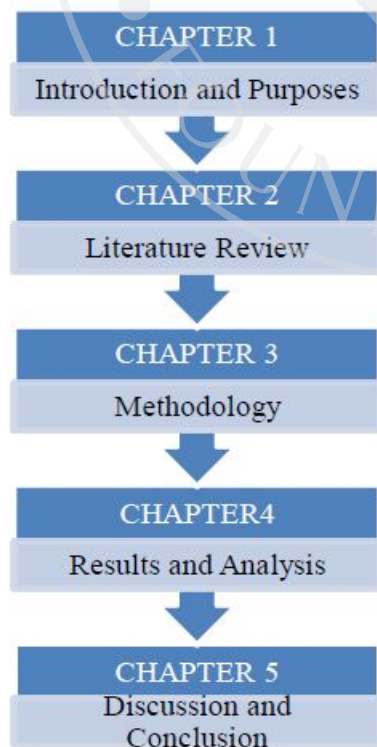 CHAPTER 1
Introduction and Purposes
CHAPTER 2
Literature Review
CHAPTER 3
Methodology
CHAPTER4
Results and Analysis
CHAPTER 5
Discussion and
Conclusion